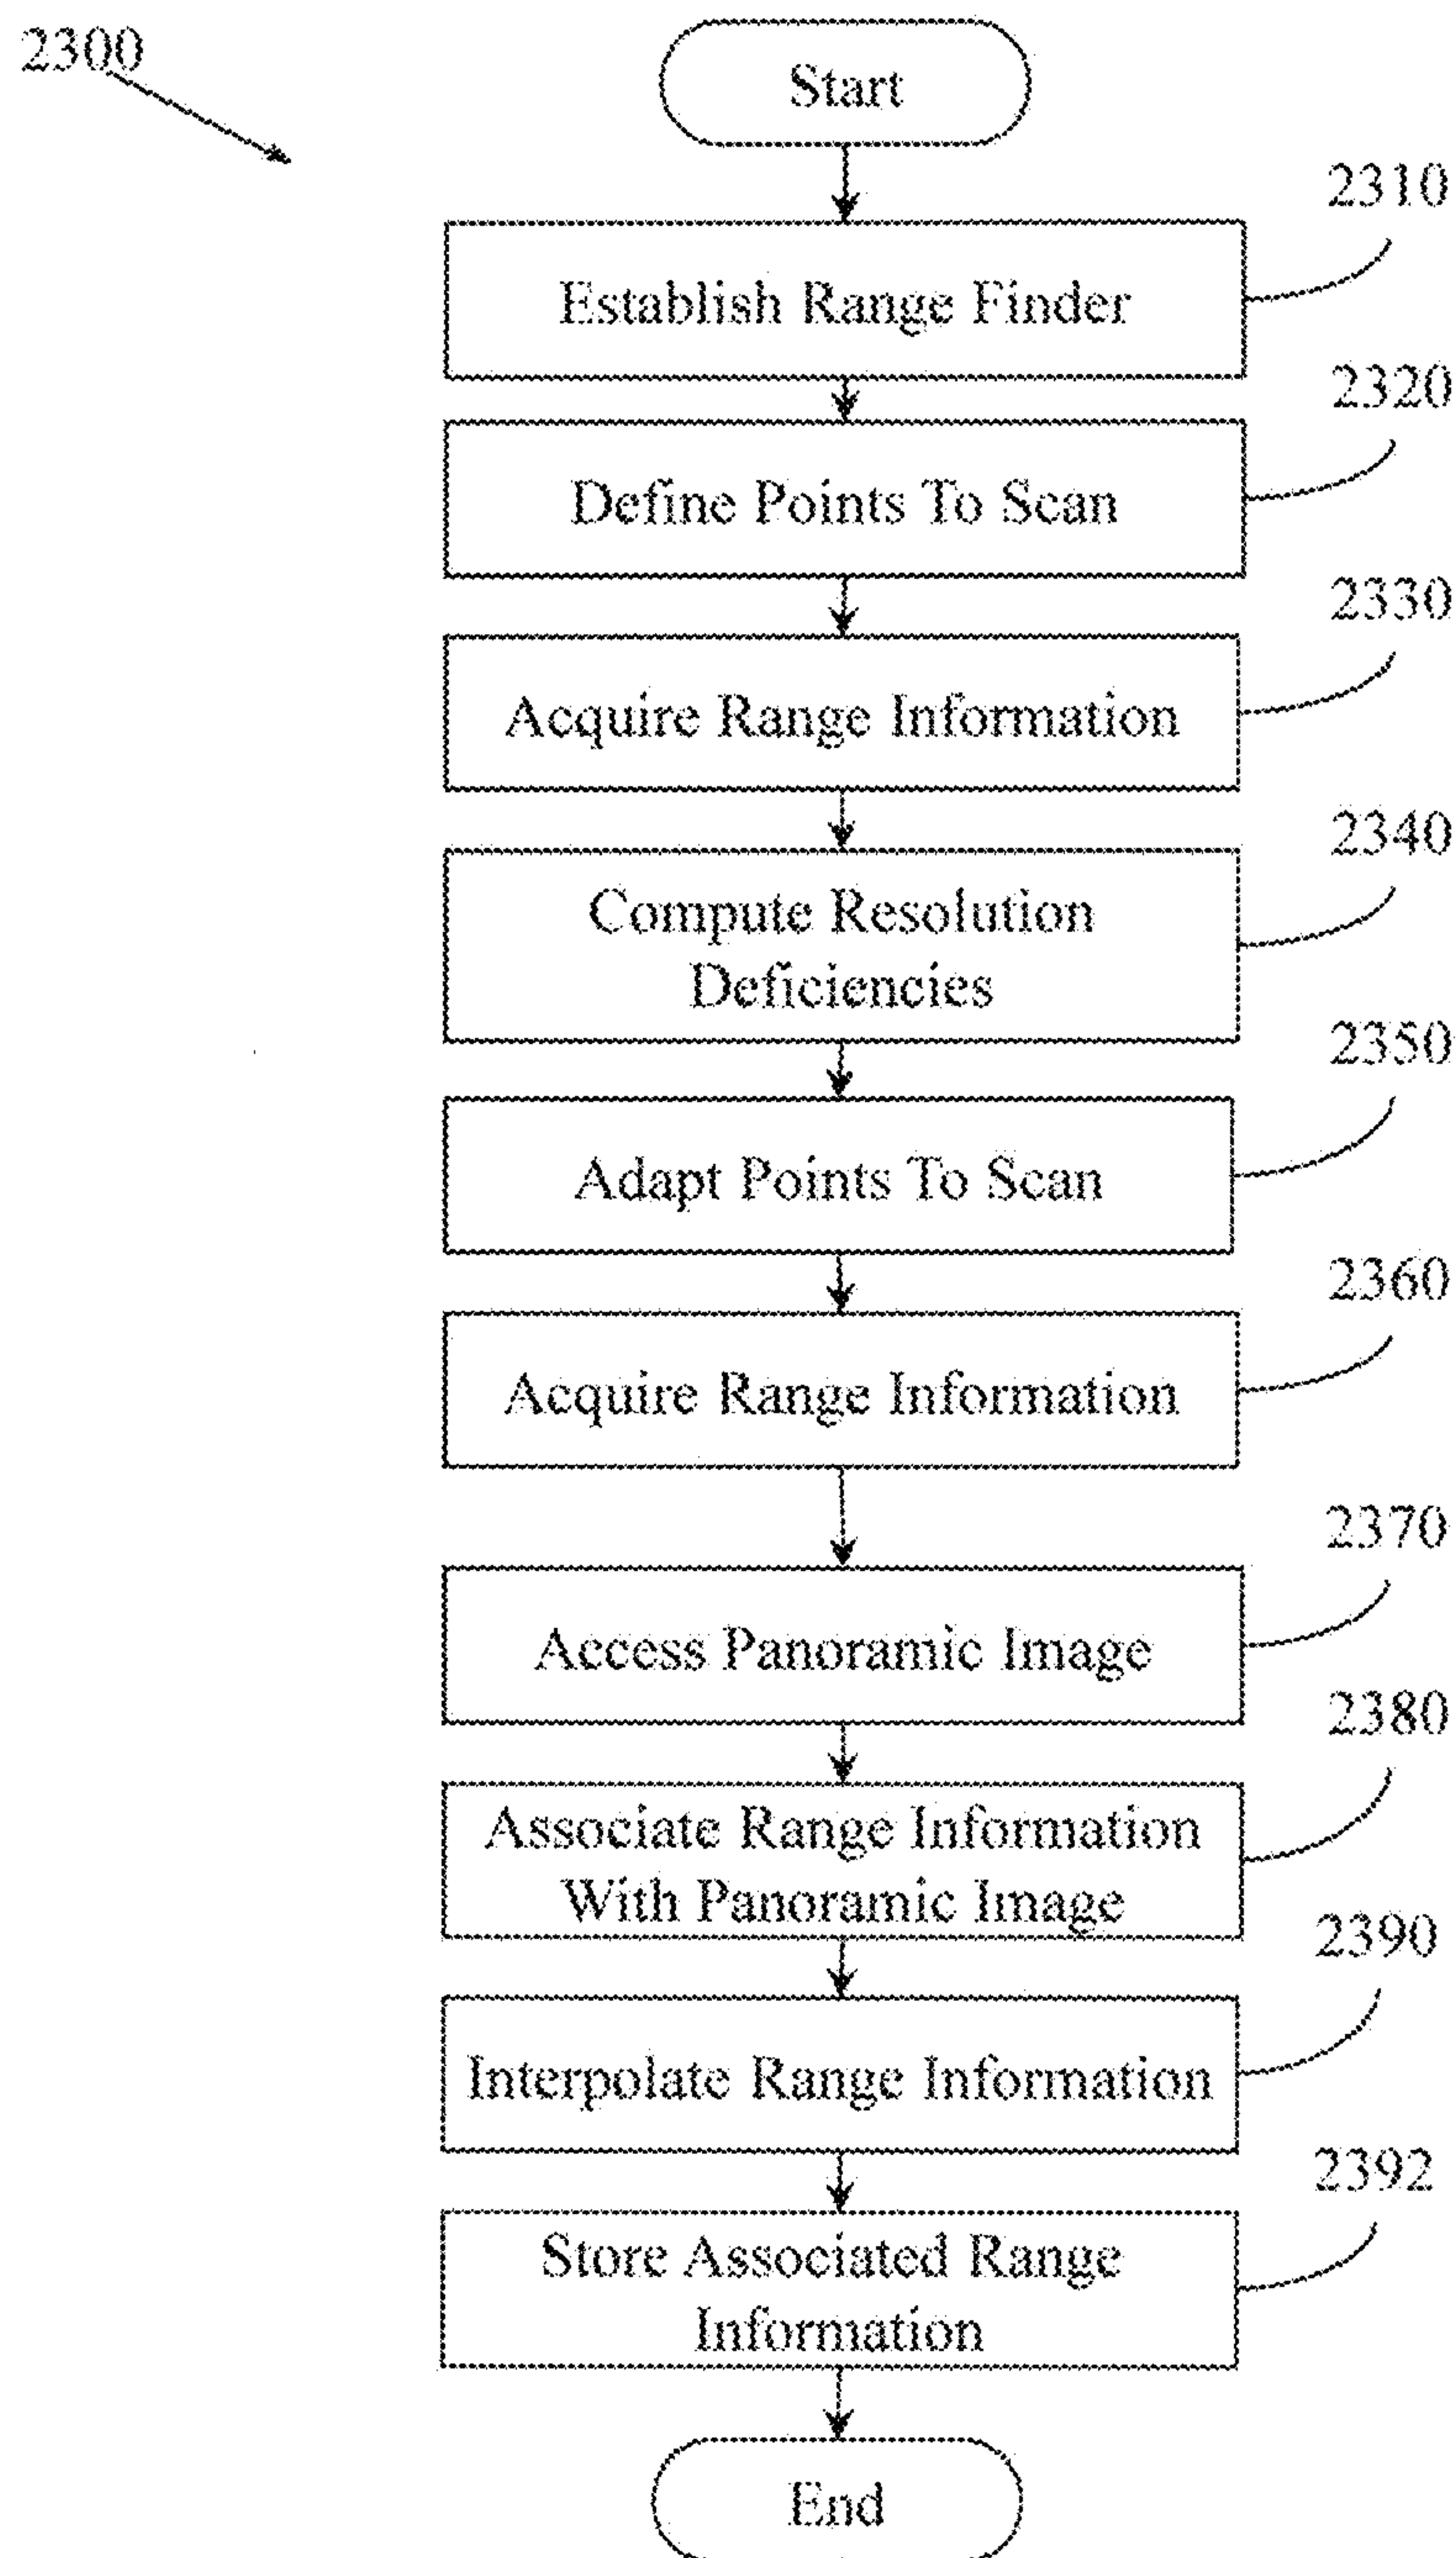 2300
Start
2310
Establish Range Finder
2320
Define Points To Scan
2330
Acquire Range Information
2340
Compute Resolution
Deficiencies
2350
Adapt Points To Scan
2360
Acquire Range Information
2370
Access Panoramic Image
2380
Associate Range Information
With Panoramic Image
2390
Interpolate Range Information
2392
Store Associated Range
Information
End